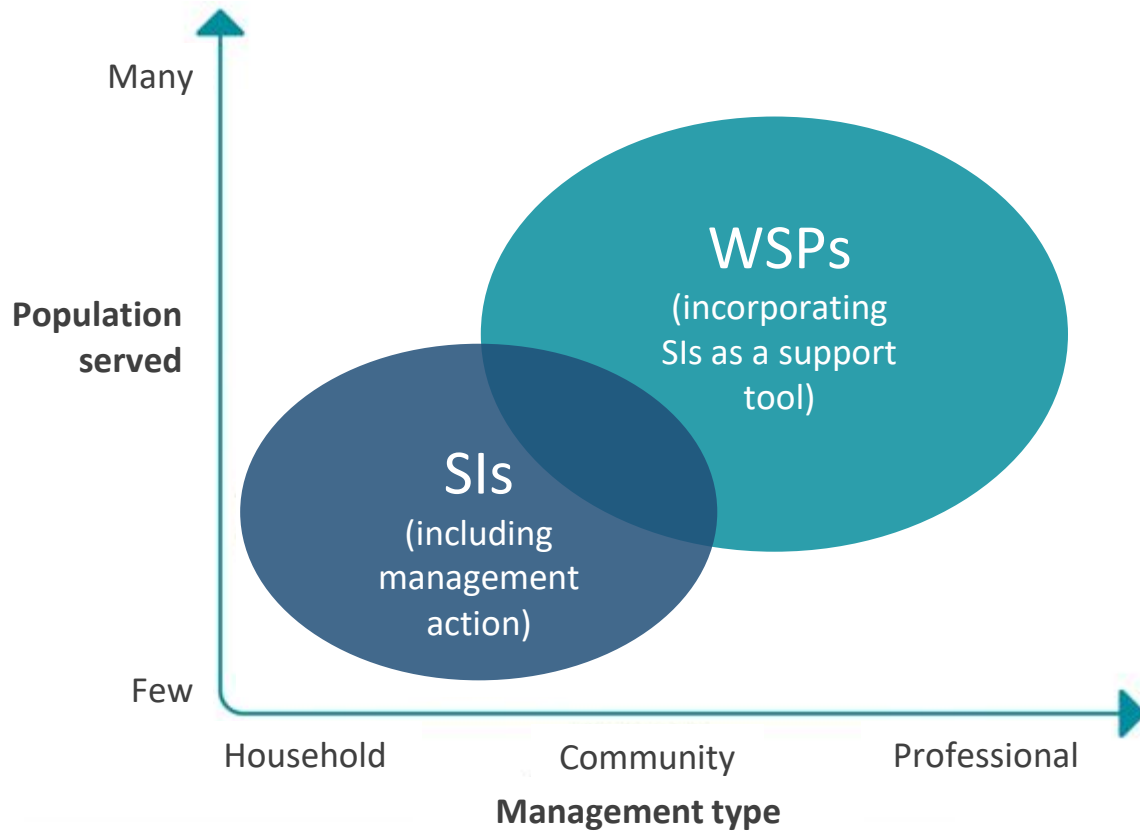 Many
Population
served
Few
WSPs
(incorporating
SIs as a support
tool)
SIs
(including
management
action)
Household
Community
Professional
Management type